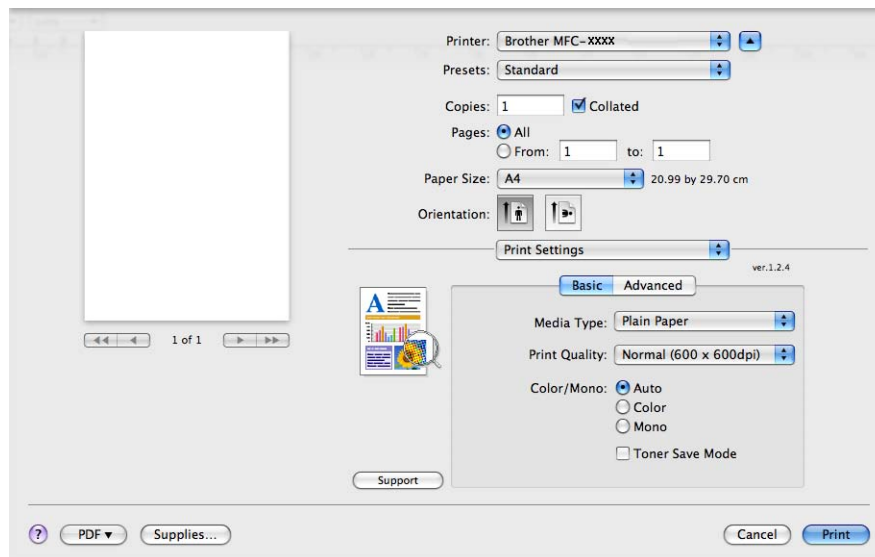 Printer: Brother MFC-XXXX
Presets: Standard
Copies: 1 Collated
Pages: All
From: 1 to: 1
Paper Size: A4 20.99 by 29.70 cm
Orientation:
Print Settings
ver.1.2.4
Basic Advanced
Media Type: Plain Paper
Print Quality: Normal (600 x 600dpi)
Color/Mono: Auto
Color
Mono
Toner Save Mode
1 of 1
A
Support
? PDF Supplies... Cancel Print